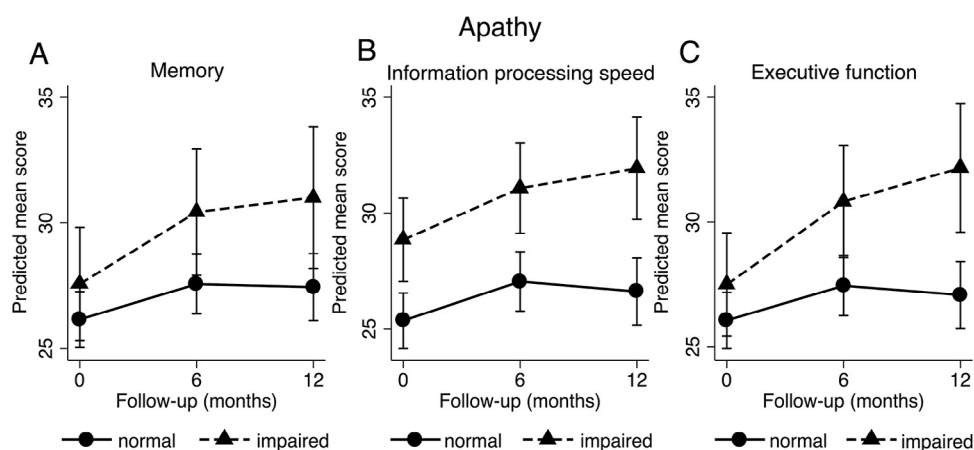 Apathy
A
Memory
Predicted mean score
35
30
25
0 6 12
Follow-up (months)
normal impaired
B
Information processing speed
Predicted mean score
35
30
25
0 6 12
Follow-up (months)
normal impaired
C
Executive function
Predicted mean score
35
30
25
0 6 12
Follow-up (months)
normal impaired